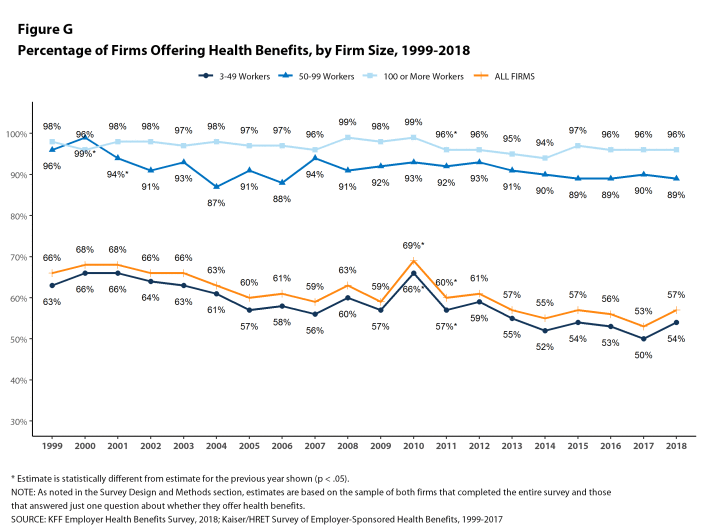 Figure G
Percentage of Firms Offering Health Benefits, by Firm Size, 1999-2018
3-49 Workers 50-99 Workers 100 or More Workers ALL FIRMS
98% 96% 98% 98% 97% 98% 97% 97% 96% 99% 98% 99% 96%* 96% 95% 94% 97% 96% 96% 96%
100%
96% 99%* 94%* 91% 93% 87% 91% 88% 94% 91% 92% 93% 92% 93% 91% 90% 89% 89% 90% 89%
90%
80%
70%
66% 68% 68% 66% 66% 63% 60% 61% 59% 63% 59% 69%* 60%* 61% 57% 55% 57% 56% 53% 57%
60%
63% 66% 66% 64% 63% 61% 57% 58% 56% 60% 57% 66%* 57%* 59% 55% 52% 54% 53% 50% 54%
50%
40%
30%
1999 2000 2001 2002 2003 2004 2005 2006 2007 2008 2009 2010 2011 2012 2013 2014 2015 2016 2017 2018
* Estimate is statistically different from estimate for the previous year shown (p < .05).
NOTE: As noted in the Survey Design and Methods section, estimates are based on the sample of both firms that completed the entire survey and those
that answered just one question about whether they offer health benefits.
SOURCE: KFF Employer Health Benefits Survey, 2018; Kaiser/HRET Survey of Employer-Sponsored Health Benefits, 1999-2017